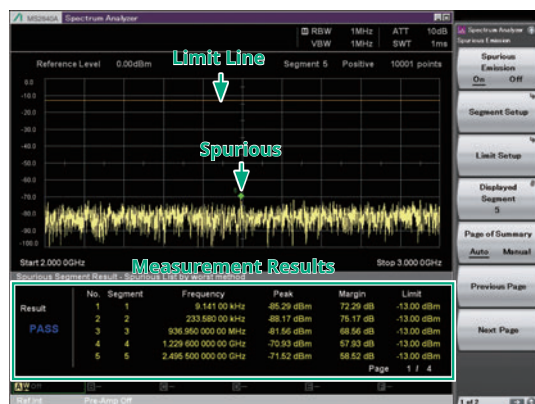 MS2840A Spectrum Analyzer
RBW 1MHz ATT 10dB
VBW 1MHz SWT 1ms
Reference Level 0.00dBm Segment 5 Positive 10001 points
Limit Line
0.0
-10.0
-20.0
-30.0
-40.0
-50.0
-60.0
-70.0
-80.0
-90.0
-100.0
Spurious
Start 2.000 0GHz Stop 3.000 0GHz
Measurement Results
Spurious Segment Result - Spurious List by worst method
No. Segment Frequency Peak Margin Limit
Result 1 1 9.141 00 kHz -85.29 dBm 72.29 dB -13.00 dBm
PASS 2 2 233.580 00 kHz -88.17 dBm 75.17 dB -13.00 dBm
3 3 936.950 000 00 MHz -81.56 dBm 68.56 dB -13.00 dBm
4 4 1.229 600 000 00 GHz -70.93 dBm 57.93 dB -13.00 dBm
5 5 2.495 500 000 00 GHz -71.52 dBm 58.52 dB -13.00 dBm
Page 1 / 4
Ref.Int Pre-Amp Off
Spectrum Analyzer
Spurious Emission
Spurious
Emission
On Off
Segment Setup
Limit Setup
Displayed
Segment
5
Page of Summary
Auto Manual
Previous Page
Next Page
1 of 2